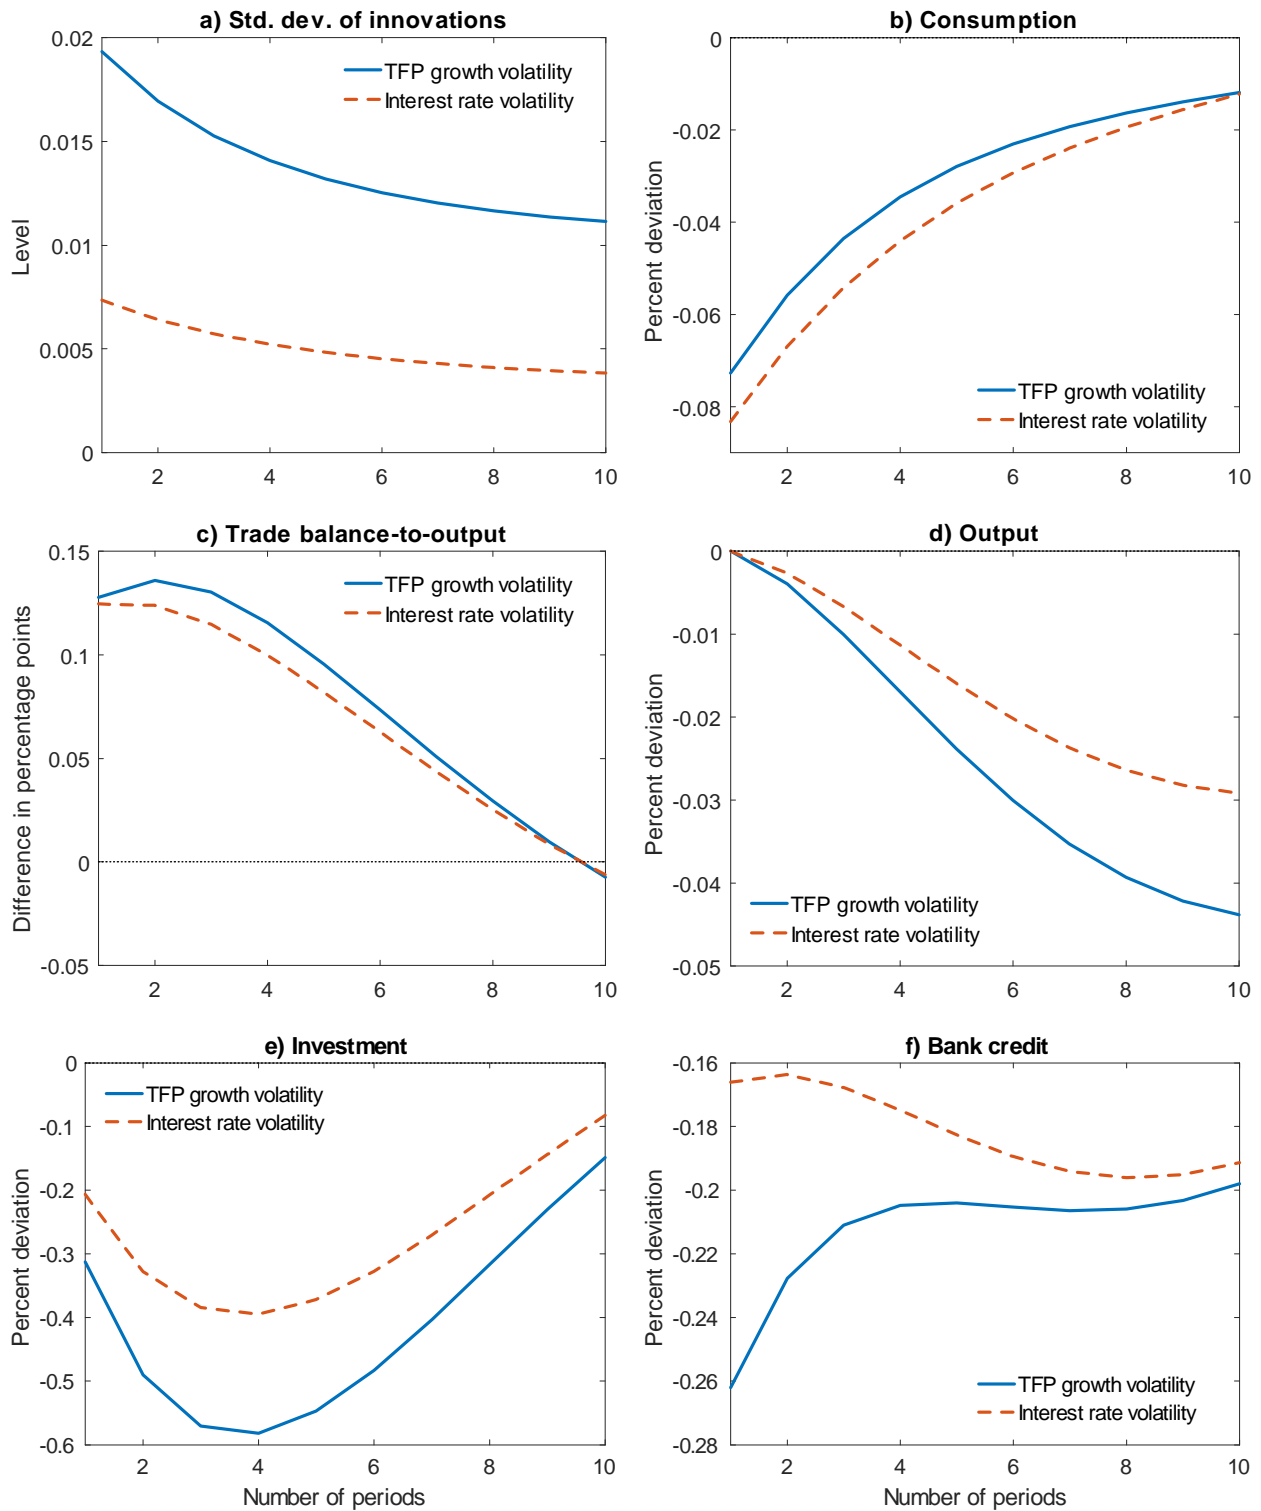 a) Std. dev. of innovations
0.02
0.015
0.01
0.005
0
Level
TFP growth volatility
Interest rate volatility
2 4 6 8 10
b) Consumption
0
-0.02
-0.04
-0.06
-0.08
Percent deviation
TFP growth volatility
Interest rate volatility
2 4 6 8 10
c) Trade balance-to-output
0.15
0.1
0.05
0
-0.05
Difference in percentage points
TFP growth volatility
Interest rate volatility
2 4 6 8 10
d) Output
0
-0.01
-0.02
-0.03
-0.04
-0.05
Percent deviation
TFP growth volatility
Interest rate volatility
2 4 6 8 10
e) Investment
0
-0.1
-0.2
-0.3
-0.4
-0.5
-0.6
Percent deviation
TFP growth volatility
Interest rate volatility
2 4 6 8 10
Number of periods
f) Bank credit
-0.16
-0.18
-0.2
-0.22
-0.24
-0.26
-0.28
Percent deviation
TFP growth volatility
Interest rate volatility
2 4 6 8 10
Number of periods